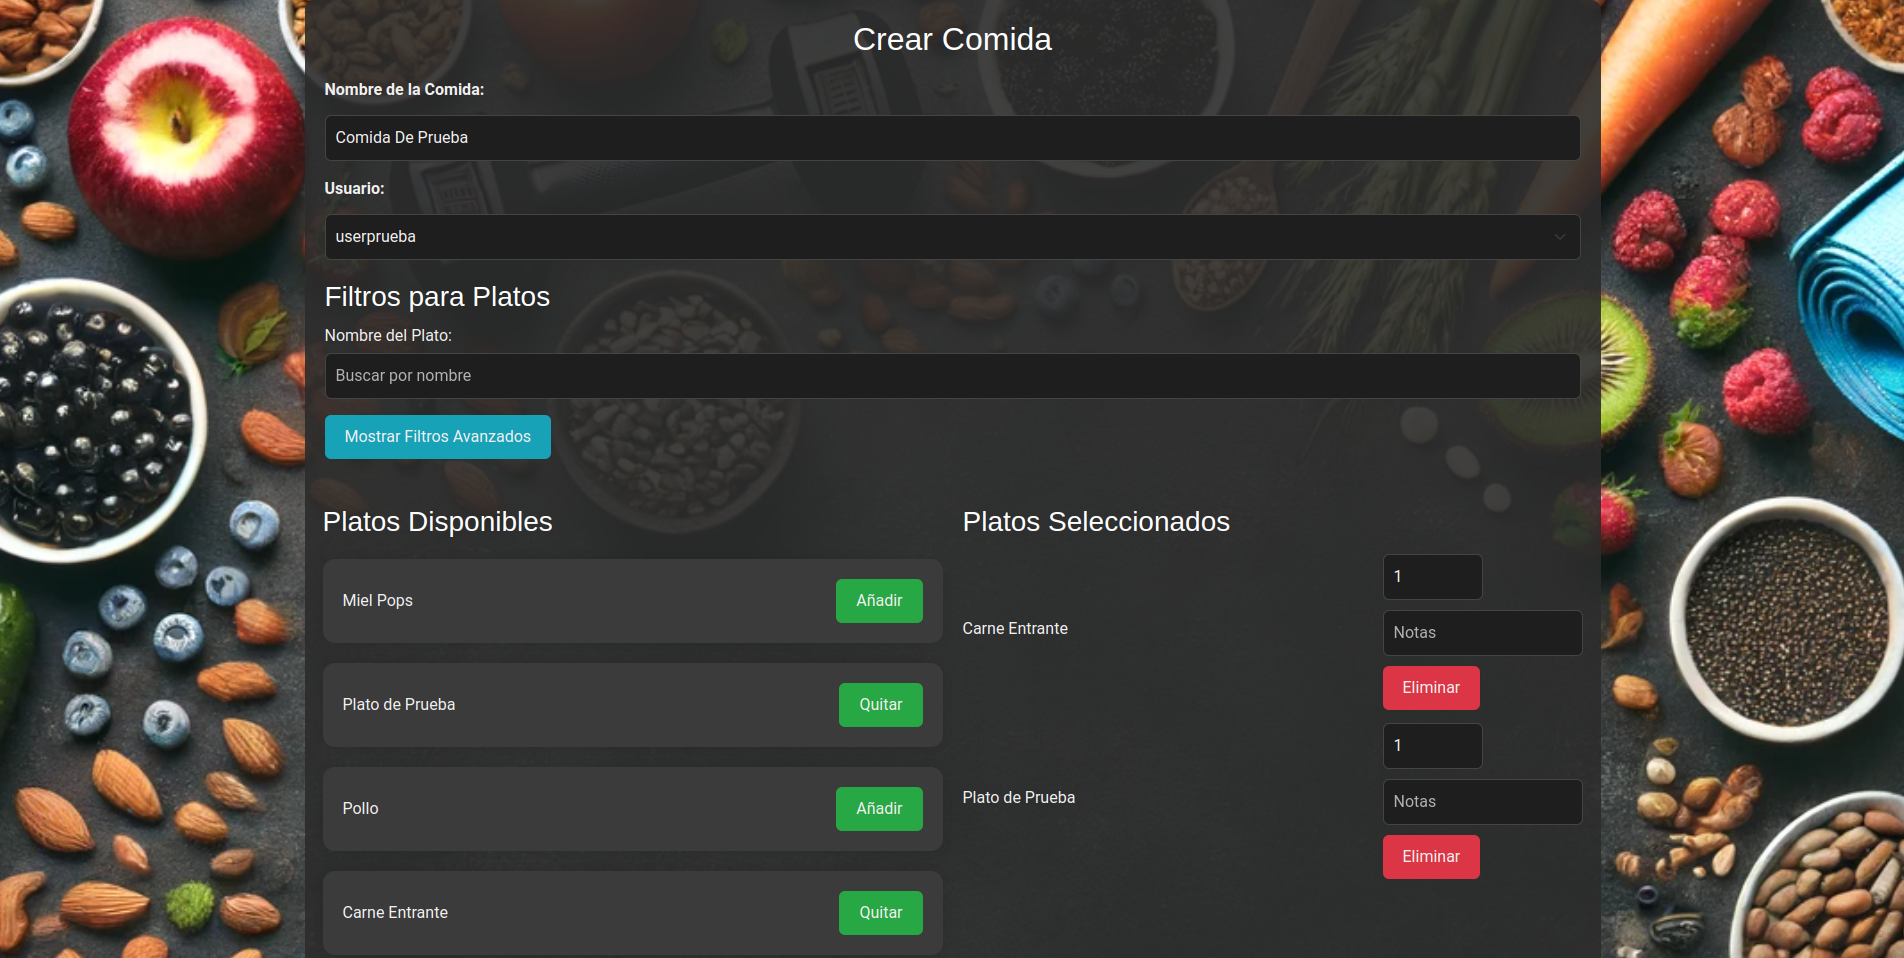 Crear Comida
Nombre de la Comida:
Comida De Prueba
Usuario:
userprueba
Filtros para Platos
Nombre del Plato:
Buscar por nombre
Mostrar Filtros Avanzados
Platos Disponibles
Miel Pops
Añadir
Plato de Prueba
Quitar
Pollo
Añadir
Carne Entrante
Quitar
Platos Seleccionados
Carne Entrante
1
Notas
Eliminar
Plato de Prueba
1
Notas
Eliminar